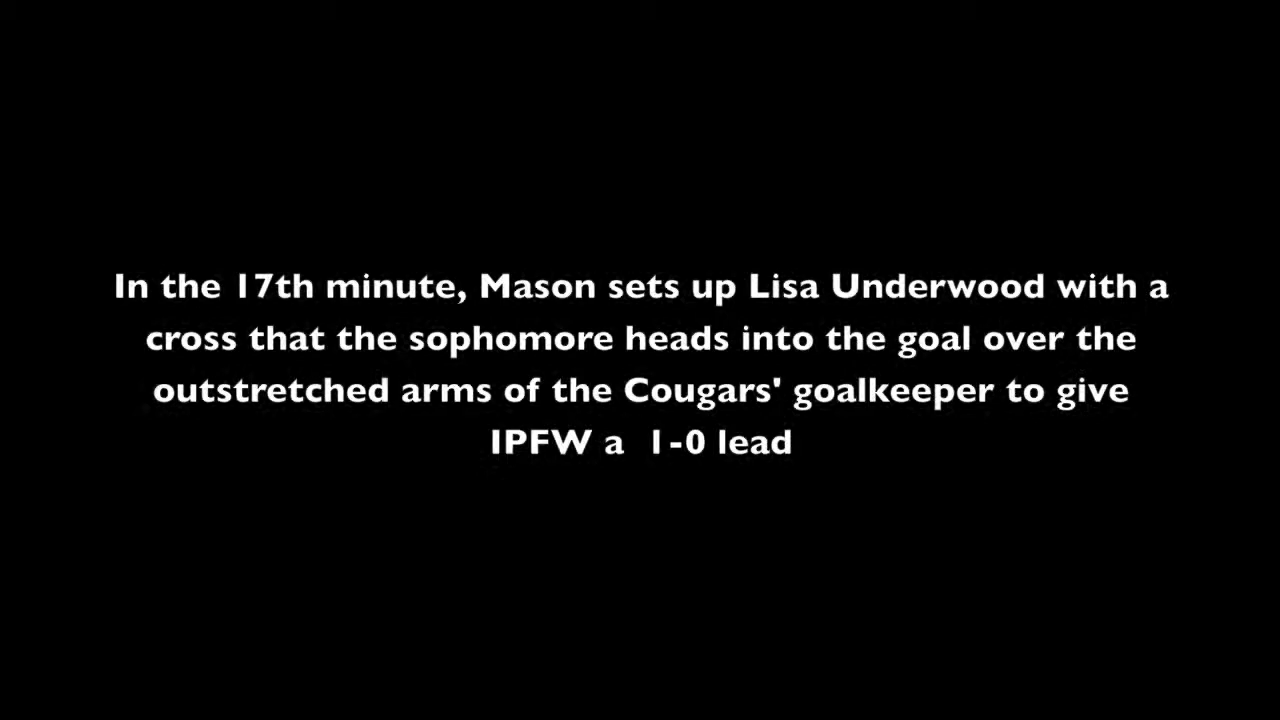 In the 17th minute, Mason sets up Lisa Underwood with a
cross that the sophomore heads into the goal over the
outstretched arms of the Cougars' goalkeeper to give
IPFW a  1-0 lead